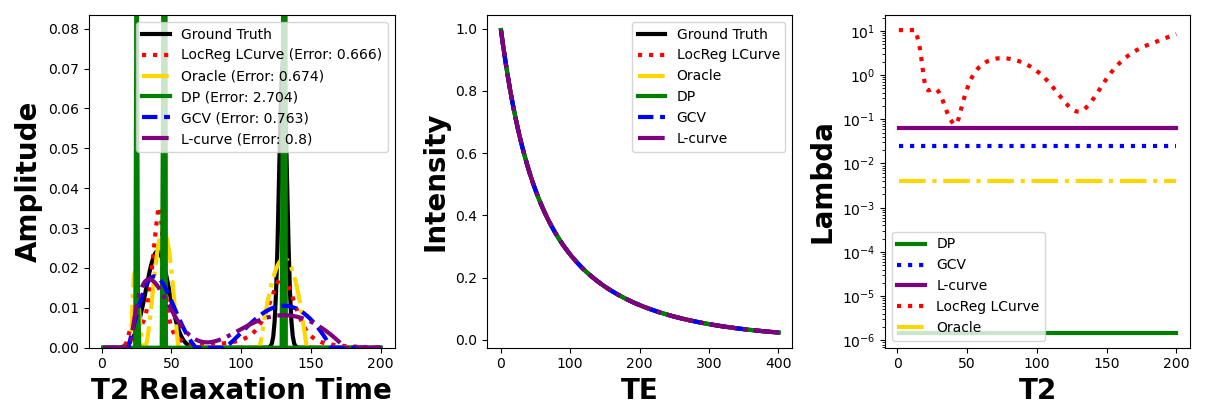 Amplitude
0.08
0.07
0.06
0.05
0.04
0.03
0.02
0.01
0.00
Ground Truth
LocReg LCurve (Error: 0.666)
Oracle (Error: 0.674)
DP (Error: 2.704)
GCV (Error: 0.763)
L-curve (Error: 0.8)
0 50 100 150 200
T2 Relaxation Time
Intensity
1.0
0.8
0.6
0.4
0.2
0.0
Ground Truth
LocReg LCurve
Oracle
DP
GCV
L-curve
0 100 200 300 400
TE
Lambda
10^1
10^0
10^-1
10^-2
10^-3
10^-4
10^-5
10^-6
DP
GCV
L-curve
LocReg LCurve
Oracle
0 50 100 150 200
T2